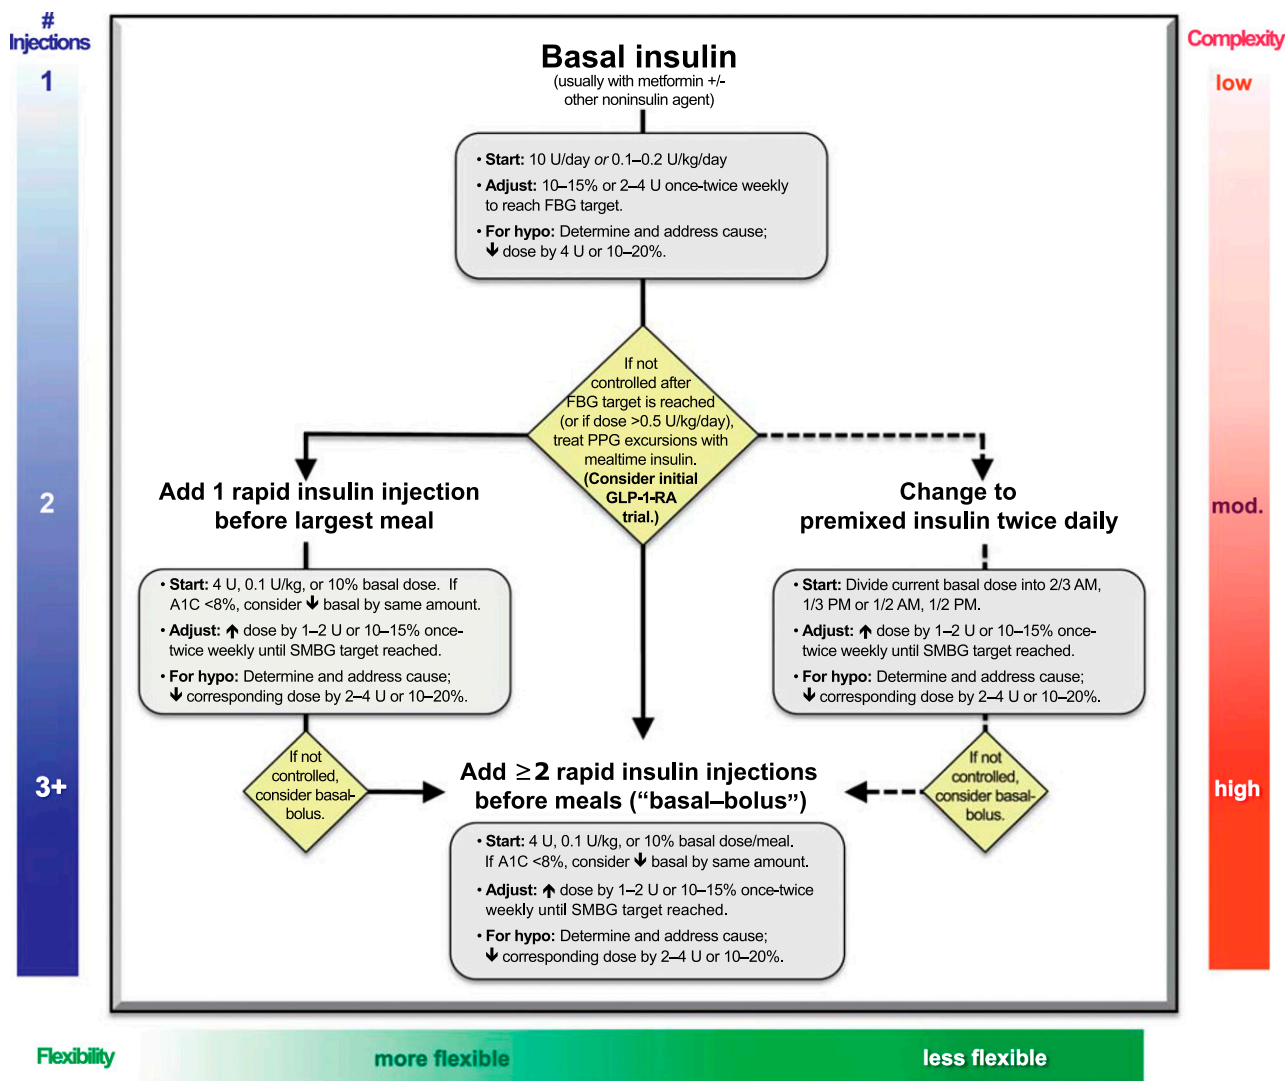 #
Injections
Complexity
1
low
Basal insulin
(usually with metformin +/-
other noninsulin agent)
• Start: 10 U/day or 0.1–0.2 U/kg/day
• Adjust: 10–15% or 2–4 U once-twice weekly
to reach FBG target.
• For hypo: Determine and address cause;
↓ dose by 4 U or 10–20%.
If not
controlled after
FBG target is reached
(or if dose >0.5 U/kg/day),
treat PPG excursions with
mealtime insulin.
(Consider initial
GLP-1-RA
trial.)
2
mod.
Add 1 rapid insulin injection
before largest meal
• Start: 4 U, 0.1 U/kg, or 10% basal dose. If
A1C <8%, consider ↓ basal by same amount.
• Adjust: ↑ dose by 1–2 U or 10–15% once-
twice weekly until SMBG target reached.
• For hypo: Determine and address cause;
↓ corresponding dose by 2–4 U or 10–20%.
Change to
premixed insulin twice daily
• Start: Divide current basal dose into 2/3 AM,
1/3 PM or 1/2 AM, 1/2 PM.
• Adjust: ↑ dose by 1–2 U or 10–15% once-
twice weekly until SMBG target reached.
• For hypo: Determine and address cause;
↓ corresponding dose by 2–4 U or 10–20%.
3+
high
If not
controlled,
consider basal-
bolus.
If not
controlled,
consider basal-
bolus.
Add ≥2 rapid insulin injections
before meals (“basal–bolus”)
• Start: 4 U, 0.1 U/kg, or 10% basal dose/meal.
If A1C <8%, consider ↓ basal by same amount.
• Adjust: ↑ dose by 1–2 U or 10–15% once-twice
weekly until SMBG target reached.
• For hypo: Determine and address cause;
↓ corresponding dose by 2–4 U or 10–20%.
Flexibility
more flexible
less flexible